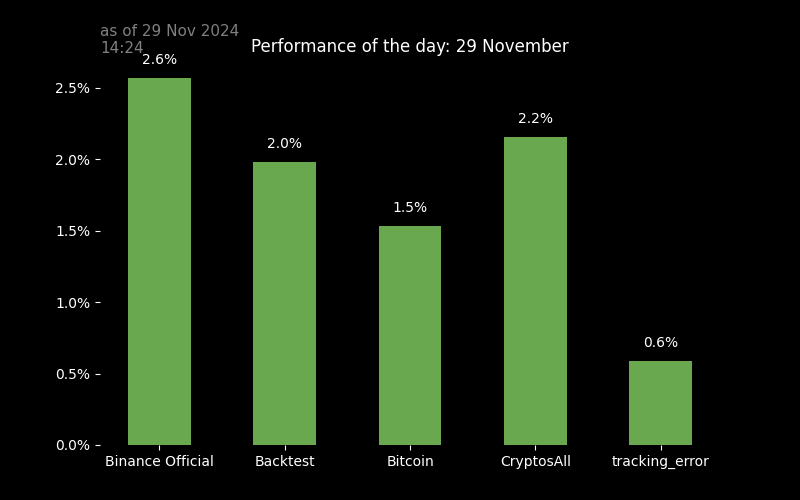 as of 29 Nov 2024
14:24
Performance of the day: 29 November
2.6%
2.0%
1.5%
2.2%
0.6%
2.5%
2.0%
1.5%
1.0%
0.5%
0.0%
Binance Official
Backtest
Bitcoin
CryptosAll
tracking_error